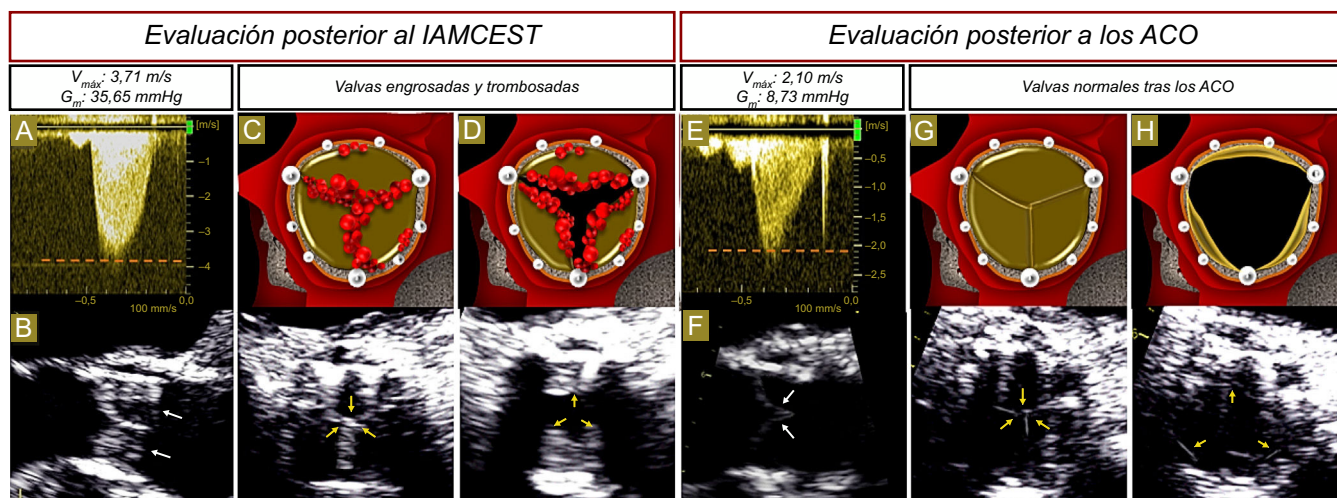 Evaluación posterior al IAMCEST
Evaluación posterior a los ACO
Vmáx: 3,71 m/s
Gm: 35,65 mmHg
Valvas engrosadas y trombosadas
Vmáx: 2,10 m/s
Gm: 8,73 mmHg
Valvas normales tras los ACO
A
[m/s]
–1
–2
–3
–4
–0,5
0,0
100 mm/s
C
D
E
[m/s]
–0,5
–1,0
–1,5
–2,0
–2,5
–0,5
0,0
100 mm/s
G
H
B
F
6
6